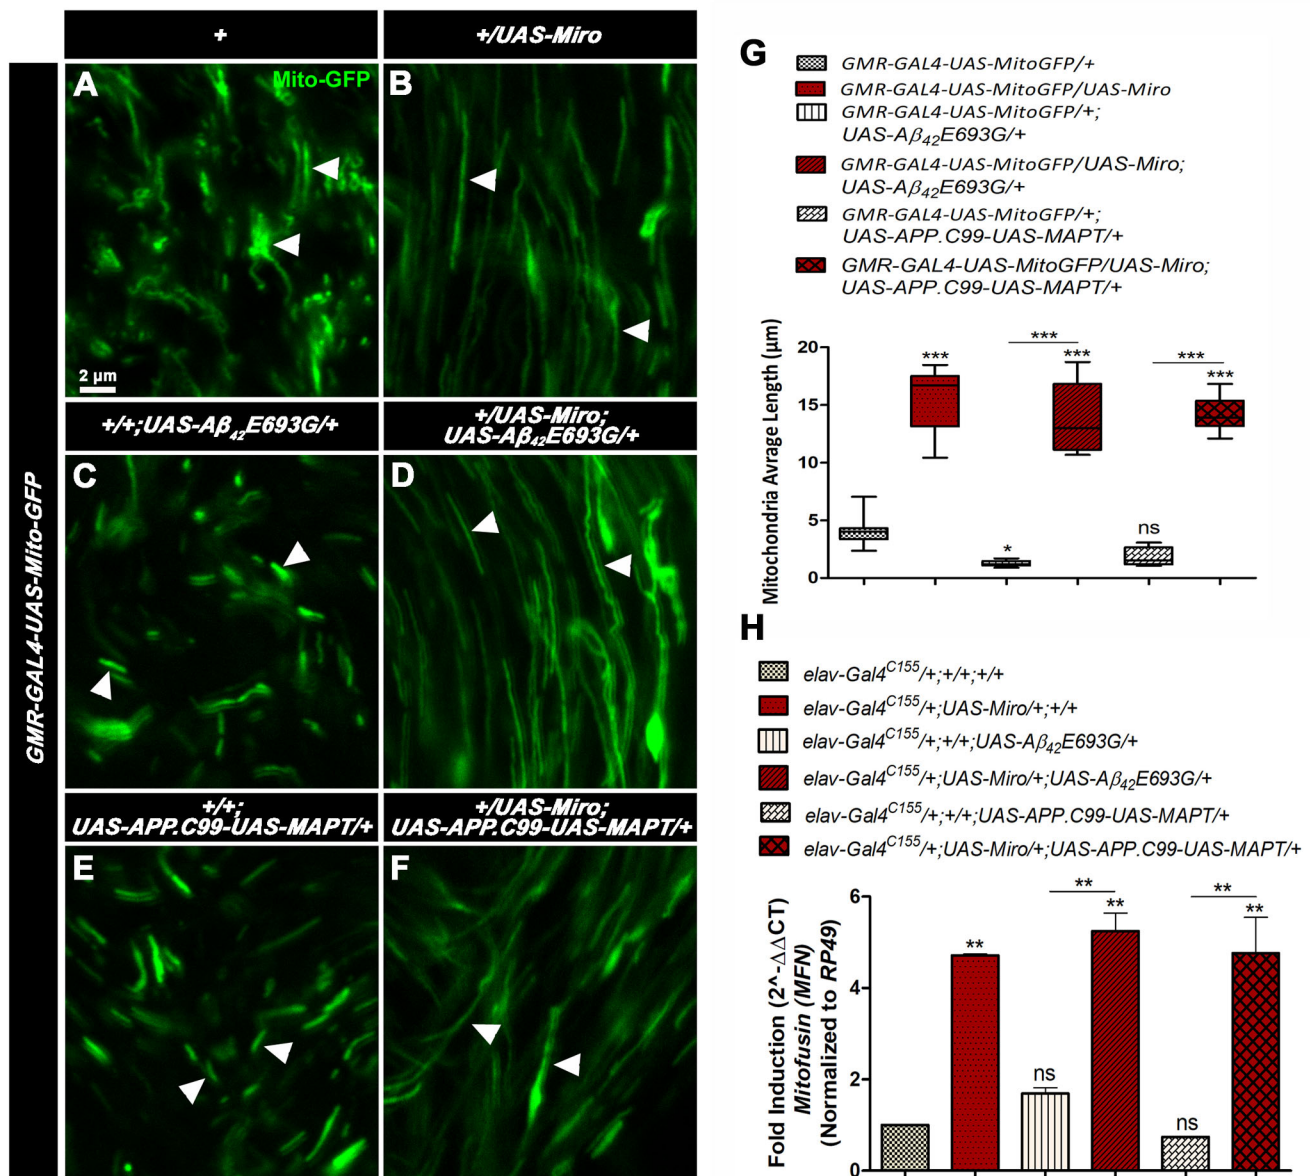 +
+/UAS-Miro
GMR-GAL4-UAS-Mito-GFP
A
Mito-GFP
2 µm
B
+/+;UAS-Aβ42E693G/+
+/UAS-Miro;
UAS-Aβ42E693G/+
C
D
+/+;
UAS-APP.C99-UAS-MAPT/+
+/UAS-Miro;
UAS-APP.C99-UAS-MAPT/+
E
F
G
GMR-GAL4-UAS-MitoGFP/+
GMR-GAL4-UAS-MitoGFP/UAS-Miro
GMR-GAL4-UAS-MitoGFP/+;
UAS-Aβ42E693G/+
GMR-GAL4-UAS-MitoGFP/UAS-Miro;
UAS-Aβ42E693G/+
GMR-GAL4-UAS-MitoGFP/+;
UAS-APP.C99-UAS-MAPT/+
GMR-GAL4-UAS-MitoGFP/UAS-Miro;
UAS-APP.C99-UAS-MAPT/+
Mitochondria Avrage Length (µm)
20
15
10
5
0
***
*
***
***
ns
***
***
H
elav-Gal4C155/+;+/+;+/+
elav-Gal4C155/+;UAS-Miro/+;+/+
elav-Gal4C155/+;+/+;UAS-Aβ42E693G/+
elav-Gal4C155/+;UAS-Miro/+;UAS-Aβ42E693G/+
elav-Gal4C155/+;+/+;UAS-APP.C99-UAS-MAPT/+
elav-Gal4C155/+;UAS-Miro/+;UAS-APP.C99-UAS-MAPT/+
Fold Induction (2^-△△CT)
Mitofusin (MFN)
(Normalized to RP49)
6
4
2
0
**
ns
**
**
ns
**
**